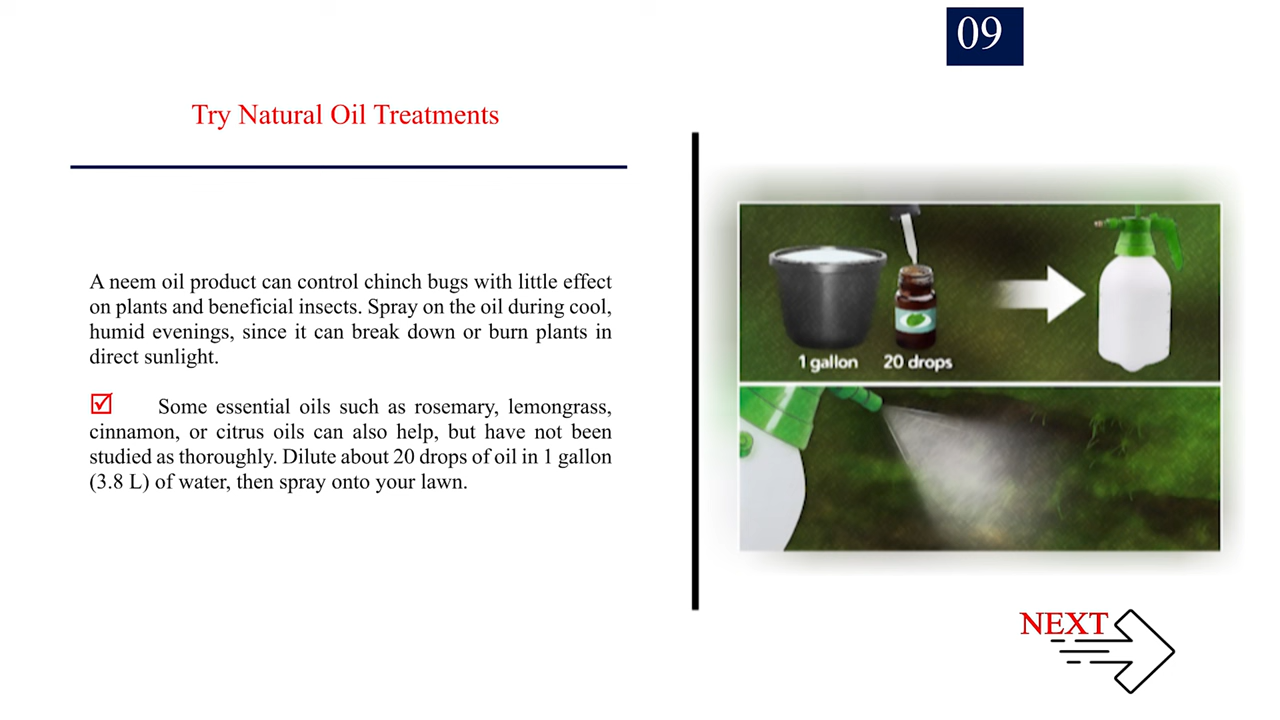 09
Try Natural Oil Treatments
A neem oil product can control chinch bugs with little effect
on plants and beneficial insects. Spray on the oil during cool,
humid evenings, since it can break down or burn plants in
direct sunlight.
Some essential oils such as rosemary, lemongrass,
cinnamon, or citrus oils can also help, but have not been
studied as thoroughly. Dilute about 20 drops of oil in 1 gallon
(3.8 L) of water, then spray onto your lawn.
1 gallon 20 drops
NEXT